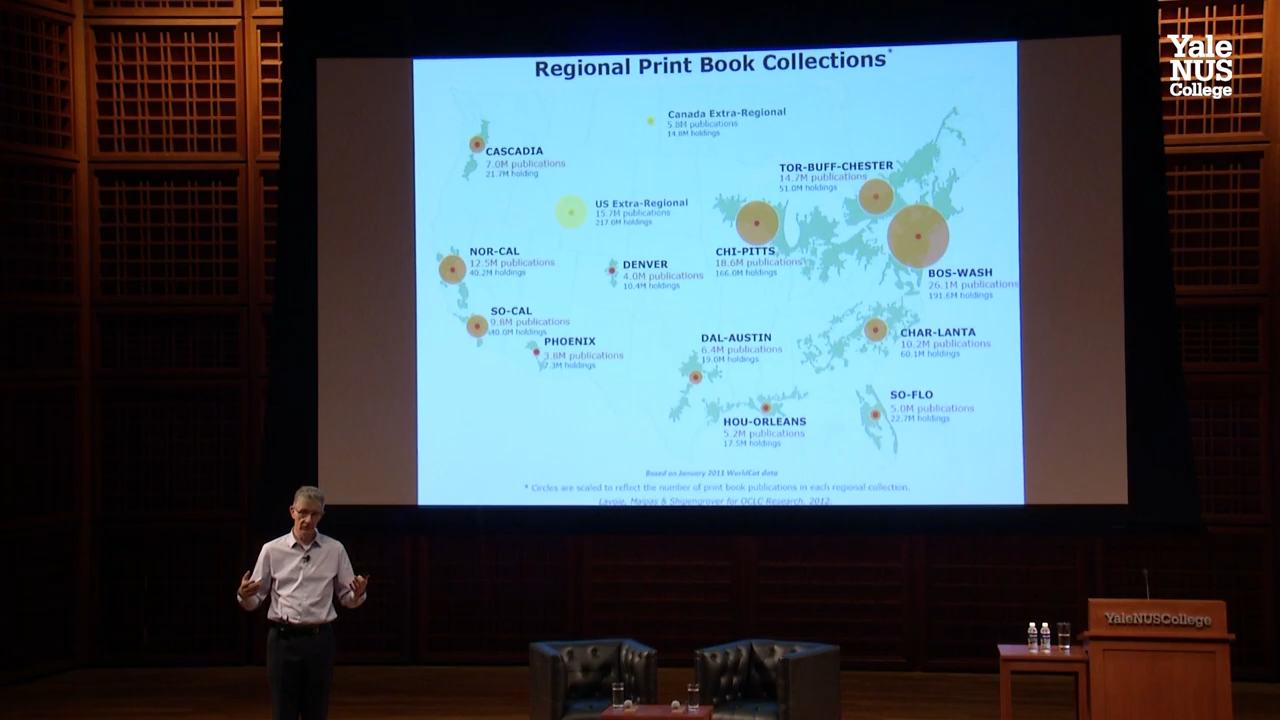 Regional Print Book Collections*
Yale
NUS
College
Canada Extra-Regional
5.8M publications
14.8M holdings
CASCADIA
7.0M publications
21.7M holding
TOR-BUFF-CHESTER
14.7M publications
51.0M holdings
US Extra-Regional
15.7M publications
217.0M holdings
NOR-CAL
12.5M publications
40.2M holdings
DENVER
4.0M publications
10.4M holdings
CHI-PITTS
18.6M publications
166.0M holdings
BOS-WASH
26.1M publications
191.6M holdings
SO-CAL
9.8M publications
40.0M holdings
PHOENIX
3.8M publications
7.3M holdings
DAL-AUSTIN
6.4M publications
19.0M holdings
CHAR-LANTA
10.2M publications
60.1M holdings
HOU-ORLEANS
5.2M publications
17.5M holdings
SO-FLO
5.0M publications
22.7M holdings
Based on January 2011 WorldCat data
* Circles are scaled to reflect the number of print book publications in each regional collection.
Lavoie, Malpas & Shipengrover for OCLC Research, 2012.
YaleNUSCollege